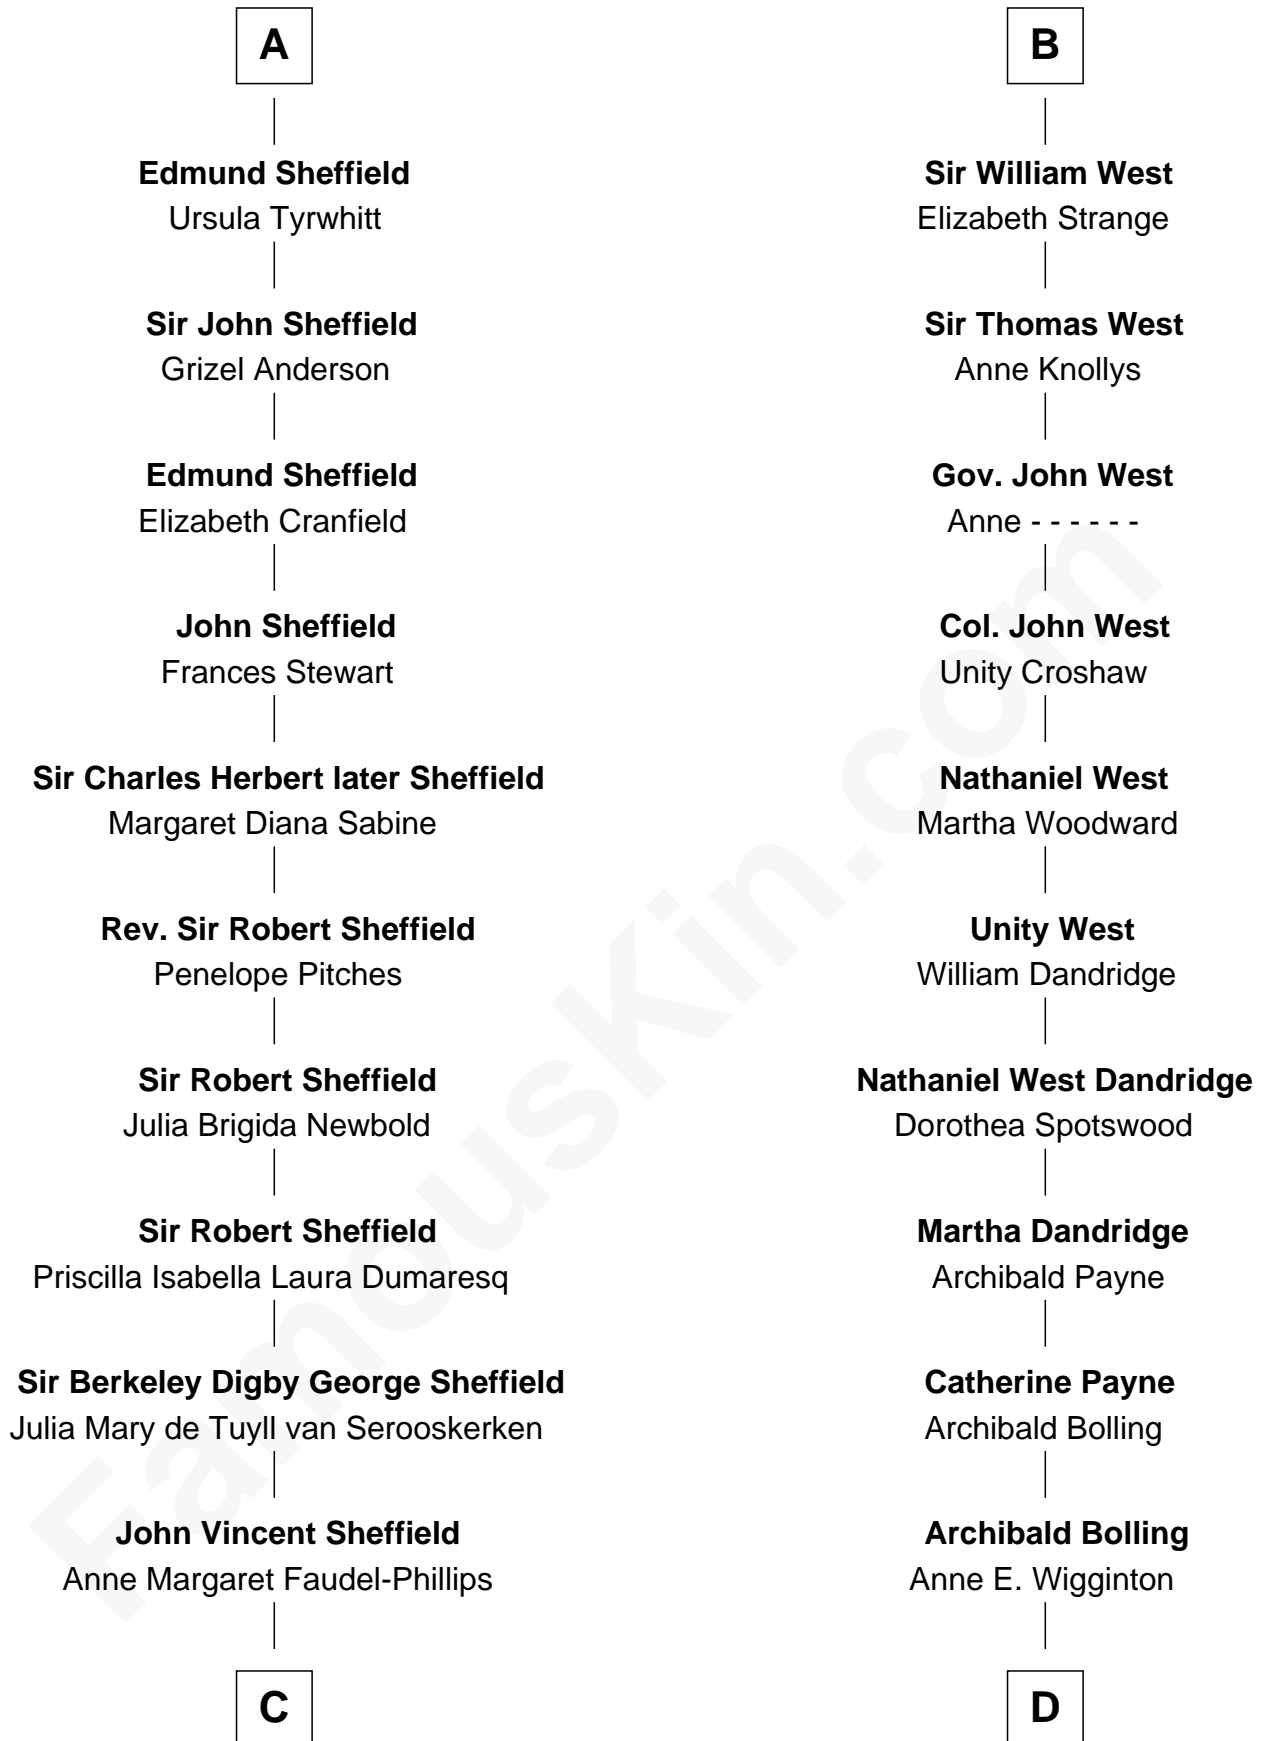 A
Edmund Sheffield
Ursula Tyrwhitt
Sir John Sheffield
Grizel Anderson
Edmund Sheffield
Elizabeth Cranfield
John Sheffield
Frances Stewart
Sir Charles Herbert later Sheffield
Margaret Diana Sabine
Rev. Sir Robert Sheffield
Penelope Pitches
Sir Robert Sheffield
Julia Brigida Newbold
Sir Robert Sheffield
Priscilla Isabella Laura Dumaresq
Sir Berkeley Digby George Sheffield
Julia Mary de Tuyll van Serooskerken
John Vincent Sheffield
Anne Margaret Faudel-Phillips
C
B
Sir William West
Elizabeth Strange
Sir Thomas West
Anne Knollys
Gov. John West
Anne - - - - - -
Col. John West
Unity Croshaw
Nathaniel West
Martha Woodward
Unity West
William Dandridge
Nathaniel West Dandridge
Dorothea Spotswood
Martha Dandridge
Archibald Payne
Catherine Payne
Archibald Bolling
Archibald Bolling
Anne E. Wigginton
D
FamousKin.com